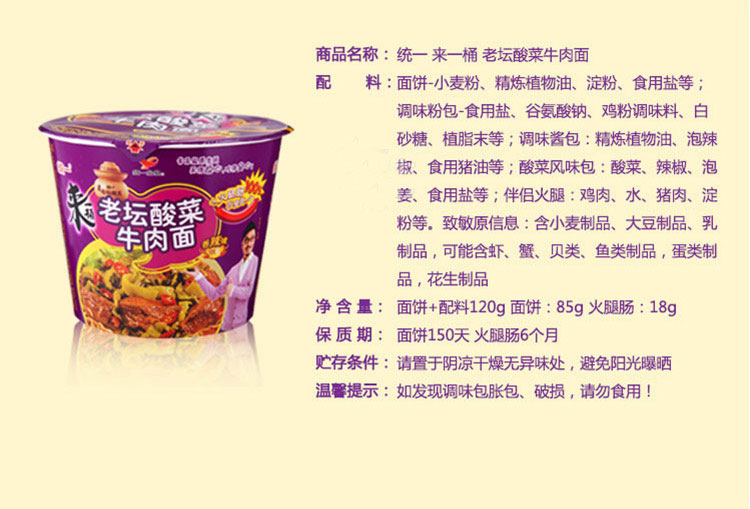 来一桶
老坛酸菜
牛肉面
商品名称： 统一 来一桶 老坛酸菜牛肉面
配 料： 面饼-小麦粉、精炼植物油、淀粉、食用盐等；
调味粉包-食用盐、谷氨酸钠、鸡粉调味料、白
砂糖、植脂末等；调味酱包：精炼植物油、泡辣
椒、食用猪油等；酸菜风味包：酸菜、辣椒、泡
姜、食用盐等；伴侣火腿：鸡肉、水、猪肉、淀
粉等。致敏原信息：含小麦制品、大豆制品、乳
制品，可能含虾、蟹、贝类、鱼类制品，蛋类制
品，花生制品
净 含 量： 面饼+配料120g 面饼：85g 火腿肠：18g
保 质 期： 面饼150天 火腿肠6个月
贮存条件： 请置于阴凉干燥无异味处，避免阳光曝晒
温馨提示： 如发现调味包胀包、破损，请勿食用！